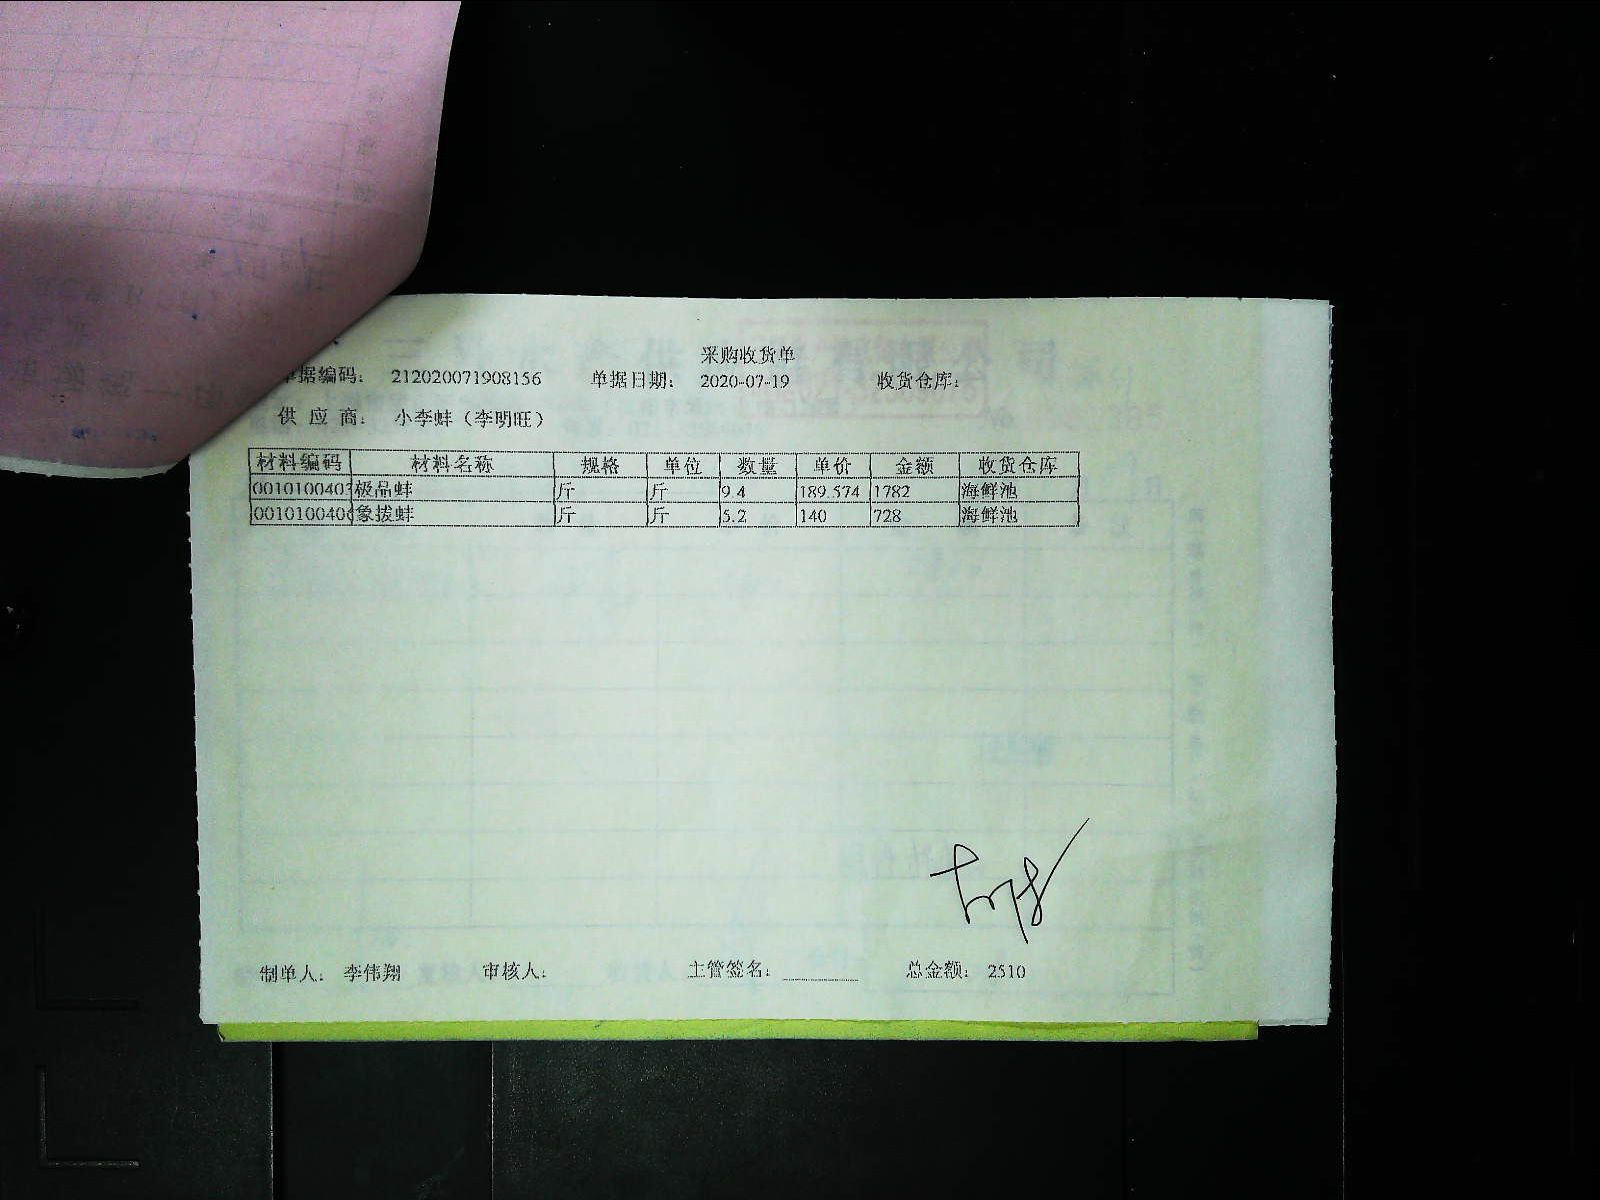 采购收货单
单据编码： 212020071908156 单据日期： 2020-07-19 收货仓库：
供 应 商： 小李蚌（李明旺）
材料编码 材料名称 规格 单位 数量 单价 金额 收货仓库
0010100403 极品蚌 斤 斤 9.4 189.574 1782 海鲜池
0010100406 象拔蚌 斤 斤 5.2 140 728 海鲜池
制单人： 李伟翔 审核人： 主管签名： 总金额： 2510